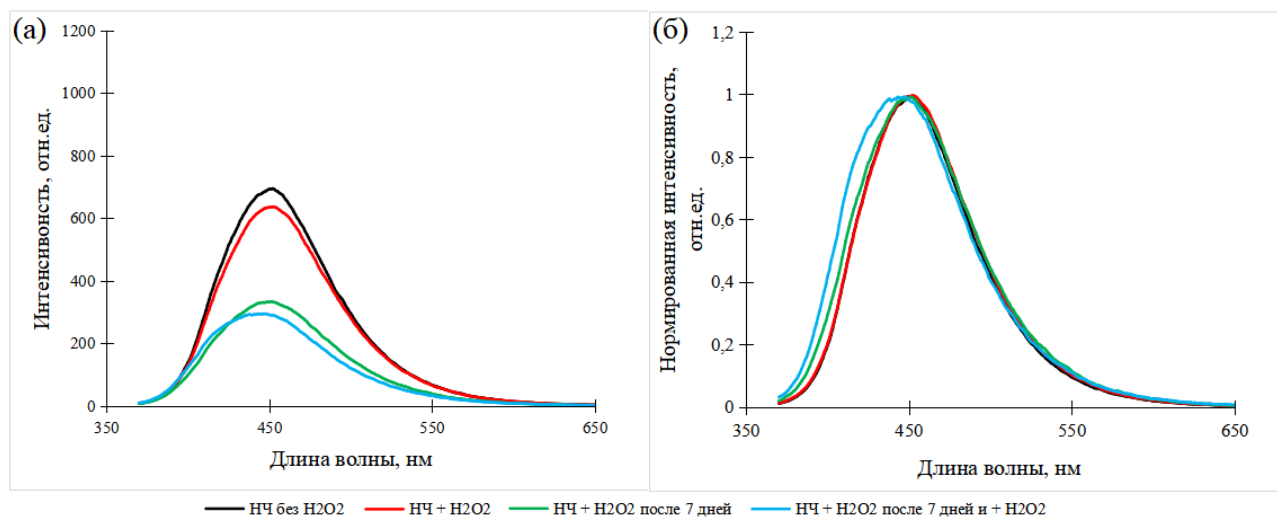 (а)
1200
1000
800
600
400
200
0
350
450
550
650
Интенсивонсть, отн.ед.
Длина волны, нм
(б)
1,2
1
0,8
0,6
0,4
0,2
0
350
450
550
650
Нормированная интенсивность,
отн.ед.
Длина волны, нм
НЧ без H2O2
НЧ + H2O2
НЧ + H2O2 после 7 дней
НЧ + H2O2 после 7 дней и + H2O2